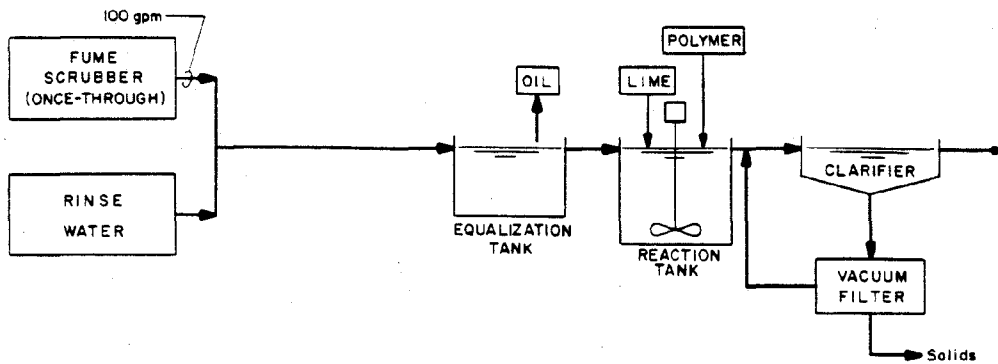 100 gpm
FUME
SCRUBBER
(ONCE-THROUGH)
RINSE
WATER
OIL
EQUALIZATION
TANK
POLYMER
LIME
REACTION
TANK
CLARIFIER
VACUUM
FILTER
Solids